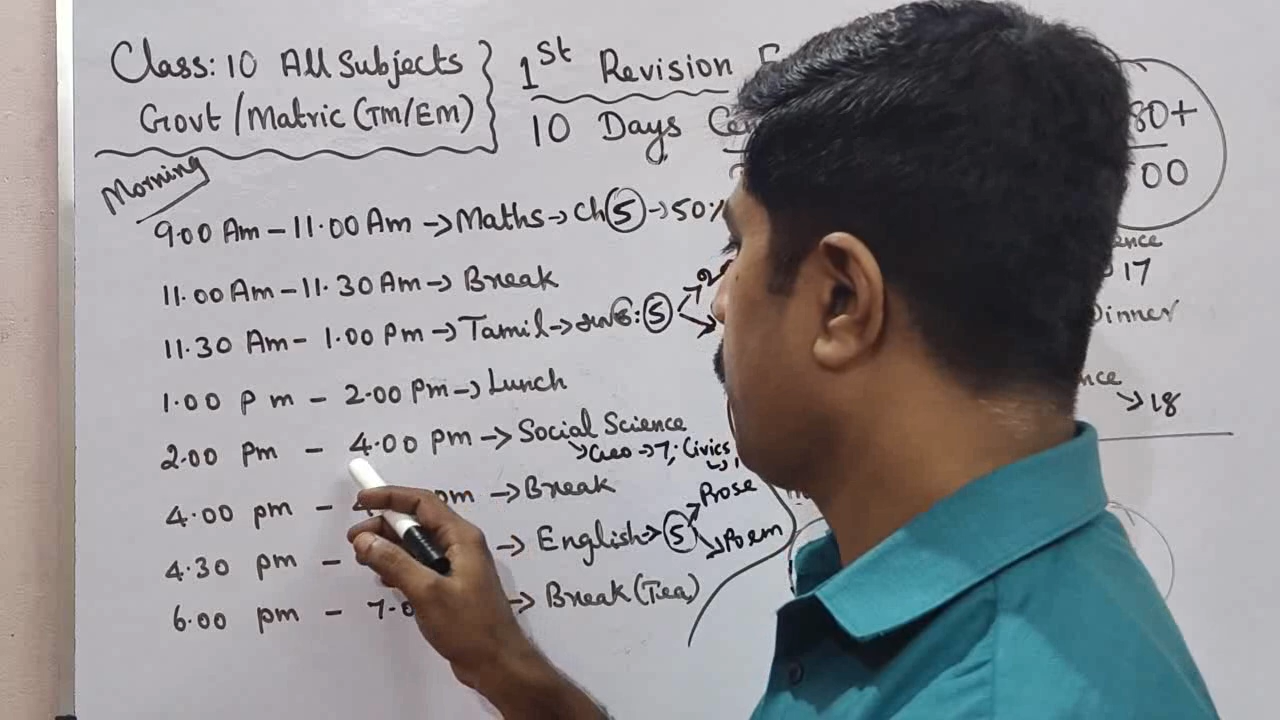 Class: 10 All Subjects
Govt / Matric (TM/EM)
1st Revision
10 Days
80+
00
Morning
9.00 Am - 11.00 Am → Maths → Ch 5 → 50%
11.00 Am - 11.30 Am → Break
11.30 Am - 1.00 Pm → Tamil → இயல்: 5
1.00 Pm - 2.00 Pm → Lunch
2.00 Pm - 4.00 Pm → Social Science
Geo → 7; Civics
4.00 pm - pm → Break
4.30 pm - → English → 5 Prose
Poem
6.00 pm - 7.0 → Break (Tea)
17
Dinner
18